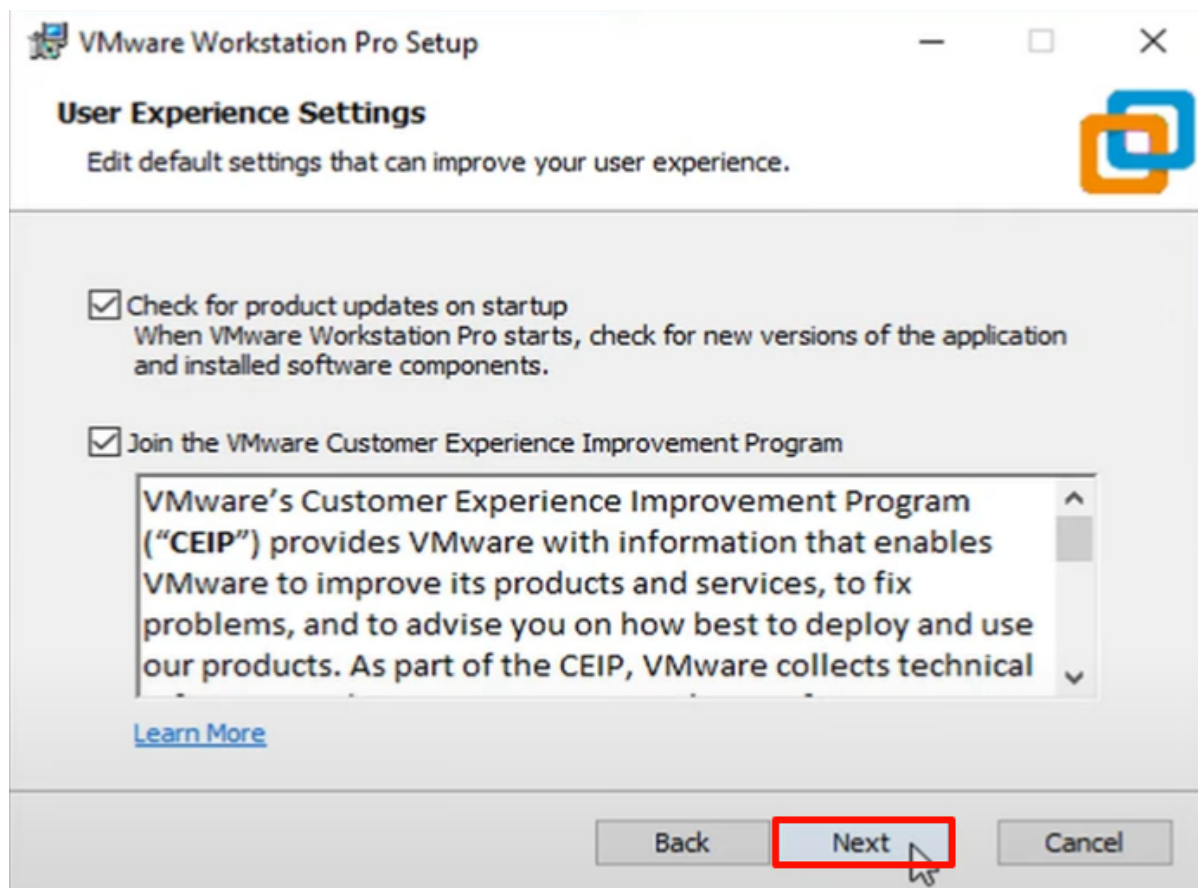 VMware Workstation Pro Setup
User Experience Settings
Edit default settings that can improve your user experience.
Check for product updates on startup
When VMware Workstation Pro starts, check for new versions of the application
and installed software components.
Join the VMware Customer Experience Improvement Program
VMware's Customer Experience Improvement Program
("CEIP") provides VMware with information that enables
VMware to improve its products and services, to fix
problems, and to advise you on how best to deploy and use
our products. As part of the CEIP, VMware collects technical
Learn More
Back Next Cancel